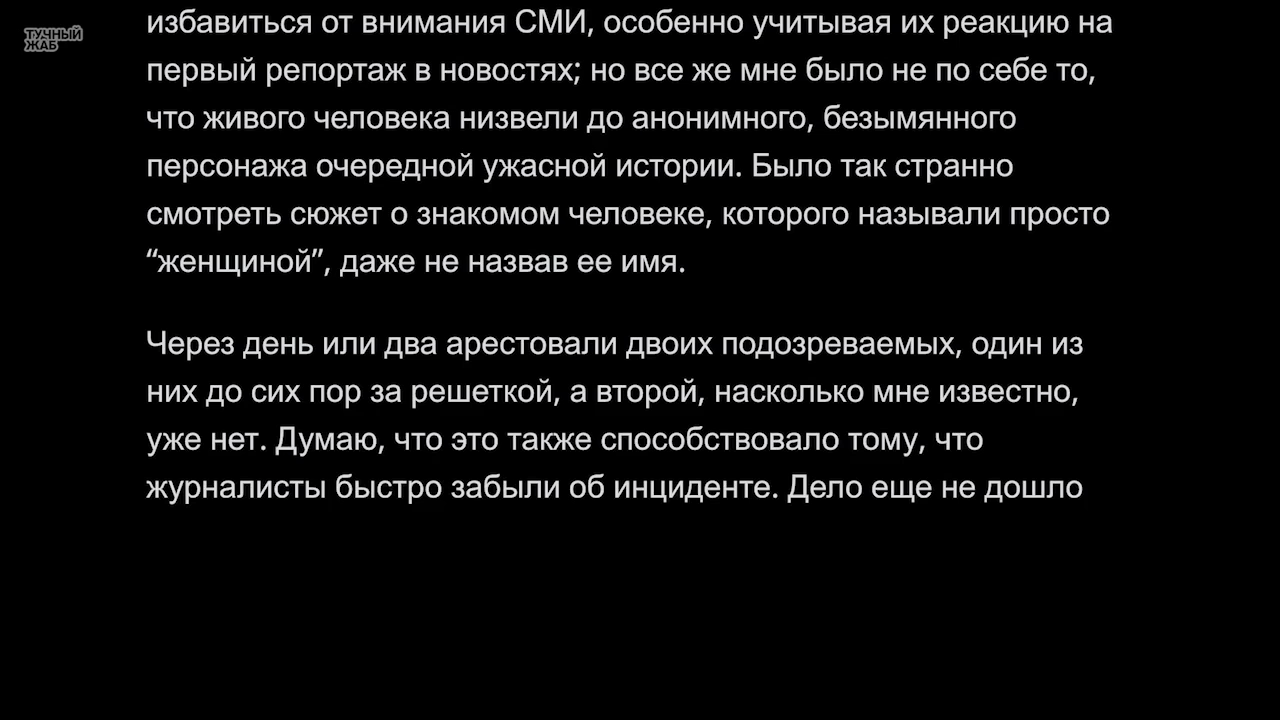 ТУЧНЫЙ
ЖАБ
избавиться от внимания СМИ, особенно учитывая их реакцию на
первый репортаж в новостях; но все же мне было не по себе то,
что живого человека низвели до анонимного, безымянного
персонажа очередной ужасной истории. Было так странно
смотреть сюжет о знакомом человеке, которого называли просто
“женщиной”, даже не назвав ее имя.
Через день или два арестовали двоих подозреваемых, один из
них до сих пор за решеткой, а второй, насколько мне известно,
уже нет. Думаю, что это также способствовало тому, что
журналисты быстро забыли об инциденте. Дело еще не дошло